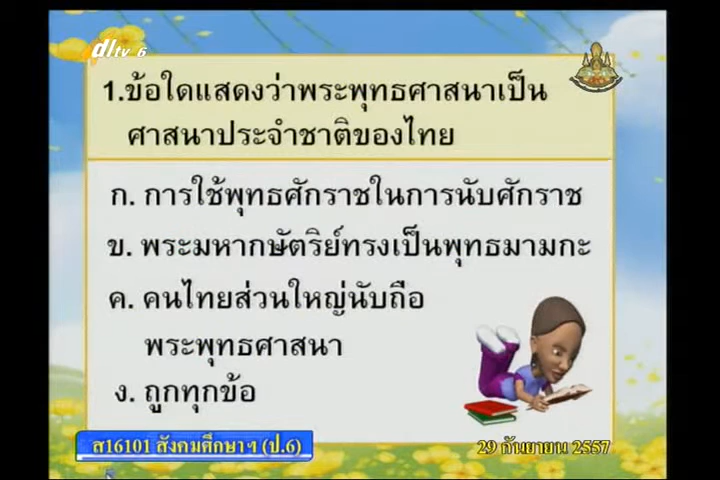 dltv 6
1.ข้อใดแสดงว่าพระพุทธศาสนาเป็น
ศาสนาประจำชาติของไทย
ก. การใช้พุทธศักราชในการนับศักราช
ข. พระมหากษัตริย์ทรงเป็นพุทธมามกะ
ค. คนไทยส่วนใหญ่นับถือ
พระพุทธศาสนา
ง. ถูกทุกข้อ
ส16101 สังคมศึกษาฯ (ป.6)
29 กันยายน 2557